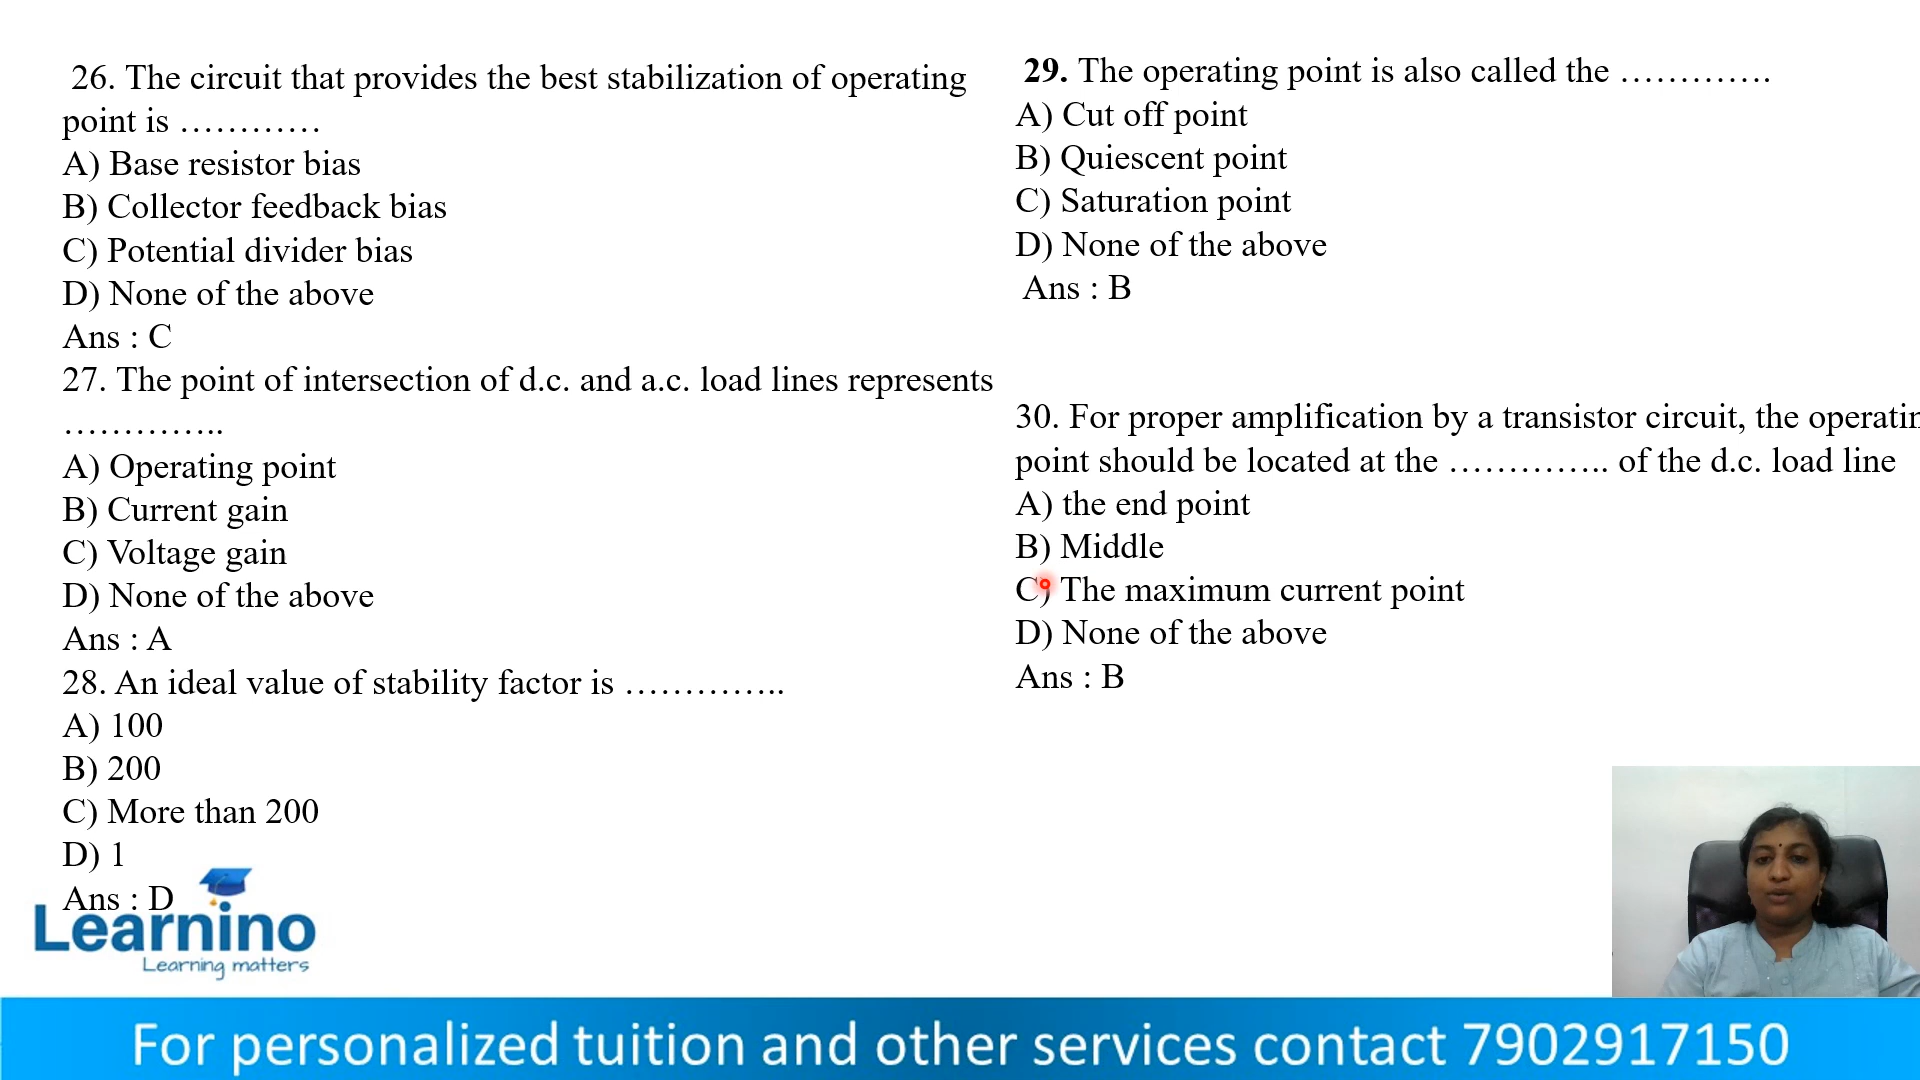 26. The circuit that provides the best stabilization of operating
point is …………
A) Base resistor bias
B) Collector feedback bias
C) Potential divider bias
D) None of the above
Ans : C
27. The point of intersection of d.c. and a.c. load lines represents
…………..
A) Operating point
B) Current gain
C) Voltage gain
D) None of the above
Ans : A
28. An ideal value of stability factor is …………..
A) 100
B) 200
C) More than 200
D) 1
Ans : D
29. The operating point is also called the ………….
A) Cut off point
B) Quiescent point
C) Saturation point
D) None of the above
Ans : B
30. For proper amplification by a transistor circuit, the operatin
point should be located at the ………….. of the d.c. load line
A) the end point
B) Middle
C) The maximum current point
D) None of the above
Ans : B
Learnino
Learning matters
For personalized tuition and other services contact 7902917150